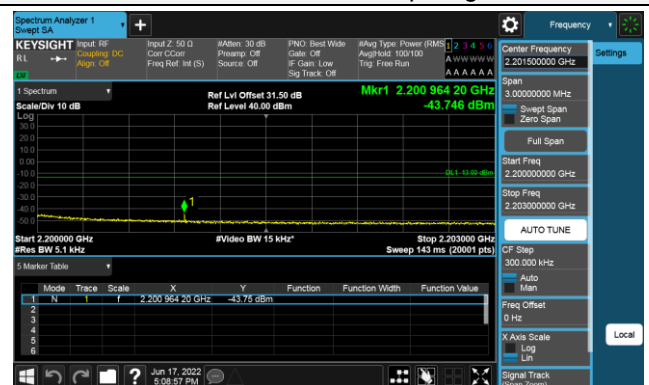 Spectrum Analyzer 1
Swept SA
+
Frequency
KEYSIGHT
RL
Input: RF
Coupling: DC
Align: Off
Input Z: 50 Ω
Corr CCorr
Freq Ref: Int (S)
#Atten: 30 dB
Preamp: Off
Source: Off
PNO: Best Wide
Gate: Off
IF Gain: Low
Sig Track: Off
#Avg Type: Power (RMS
Avg|Hold: 100/100
Trig: Free Run
1 2 3 4 5 6
A W W W W W
A A A A A A
1 Spectrum
Scale/Div 10 dB
Log
Ref Lvl Offset 31.50 dB
Ref Level 40.00 dBm
Mkr1 2.200 964 20 GHz
-43.746 dBm
30.0
20.0
10.0
0.00
-10.0
-20.0
-30.0
-40.0
-50.0
DL1 -13.02 dBm
1
Start 2.200000 GHz
#Res BW 5.1 kHz
#Video BW 15 kHz*
Stop 2.203000 GHz
Sweep 143 ms (20001 pts)
5 Marker Table
Mode Trace Scale X Y Function Function Width Function Value
1 N 1 f 2.200 964 20 GHz -43.75 dBm
2
3
4
5
6
Jun 17, 2022
5:08:57 PM
Center Frequency
2.201500000 GHz
Span
3.00000000 MHz
Swept Span
Zero Span
Full Span
Start Freq
2.200000000 GHz
Stop Freq
2.203000000 GHz
AUTO TUNE
CF Step
300.000 kHz
Auto
Man
Freq Offset
0 Hz
X Axis Scale
Log
Lin
Signal Track
(Span Zoom)
Settings
Local